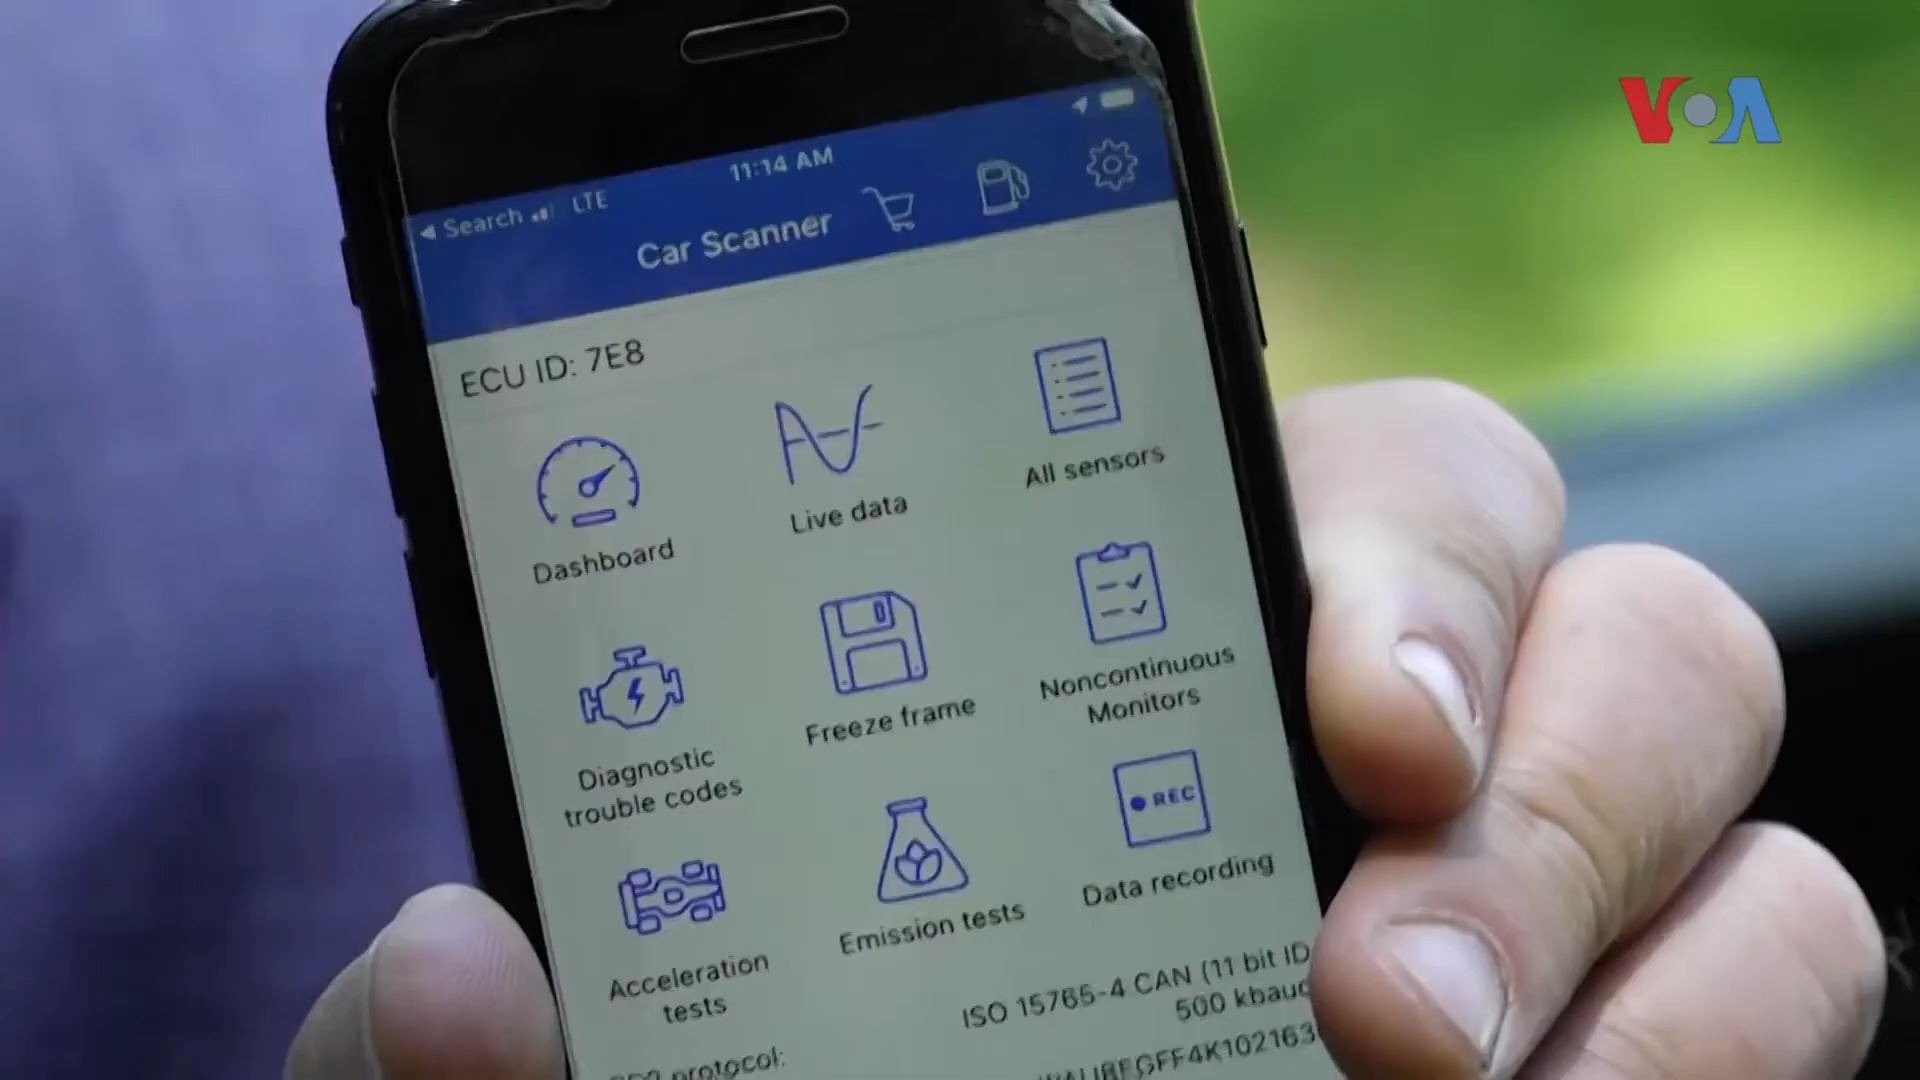 VOA
11:14 AM
Search LTE
Car Scanner
ECU ID: 7E8
Dashboard
Live data
All sensors
Diagnostic
trouble codes
Freeze frame
Noncontinuous
Monitors
REC
Acceleration
tests
Emission tests
Data recording
ISO 15765-4 CAN (11 bit ID
500 kbaud
protocol: